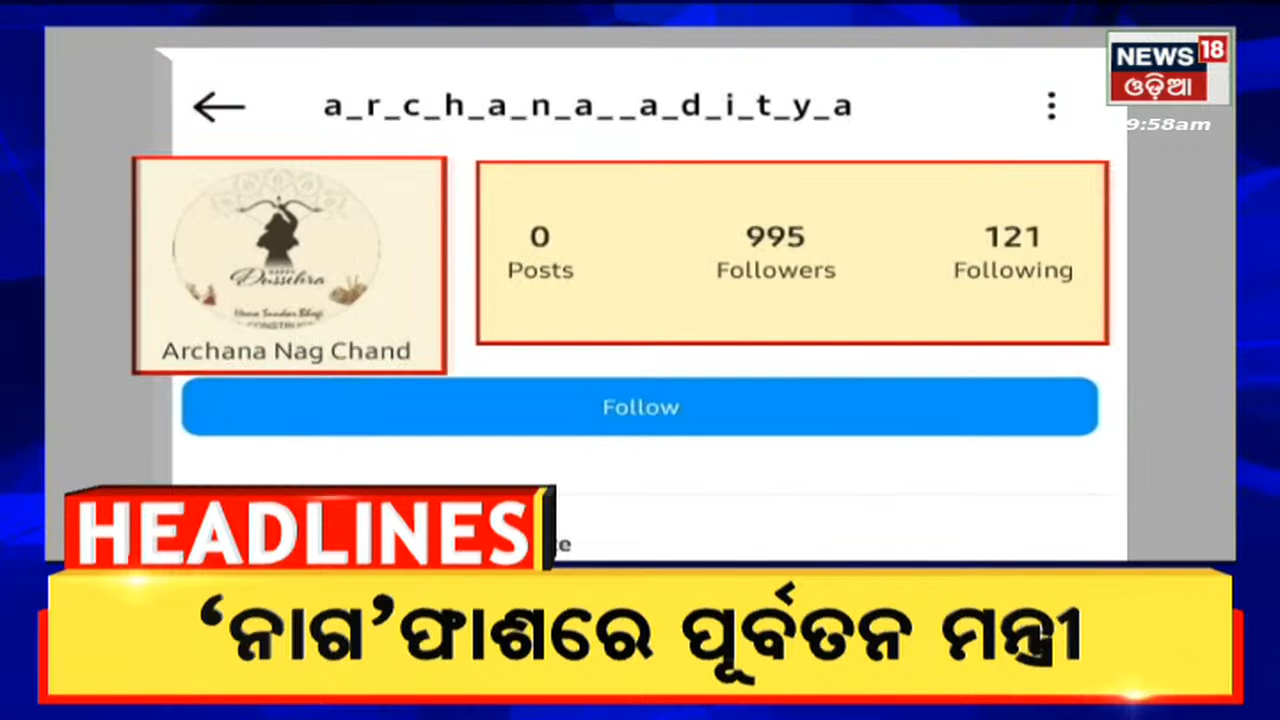 NEWS 18
ଓଡ଼ିଆ
9:58am
a_r_c_h_a_n_a__a_d_i_t_y_a
Dussehra
Archana Nag Chand
0 995 121
Posts Followers Following
Follow
HEADLINES
‘ନାଗ’ଫାଶରେ ପୂର୍ବତନ ମନ୍ତ୍ରୀ